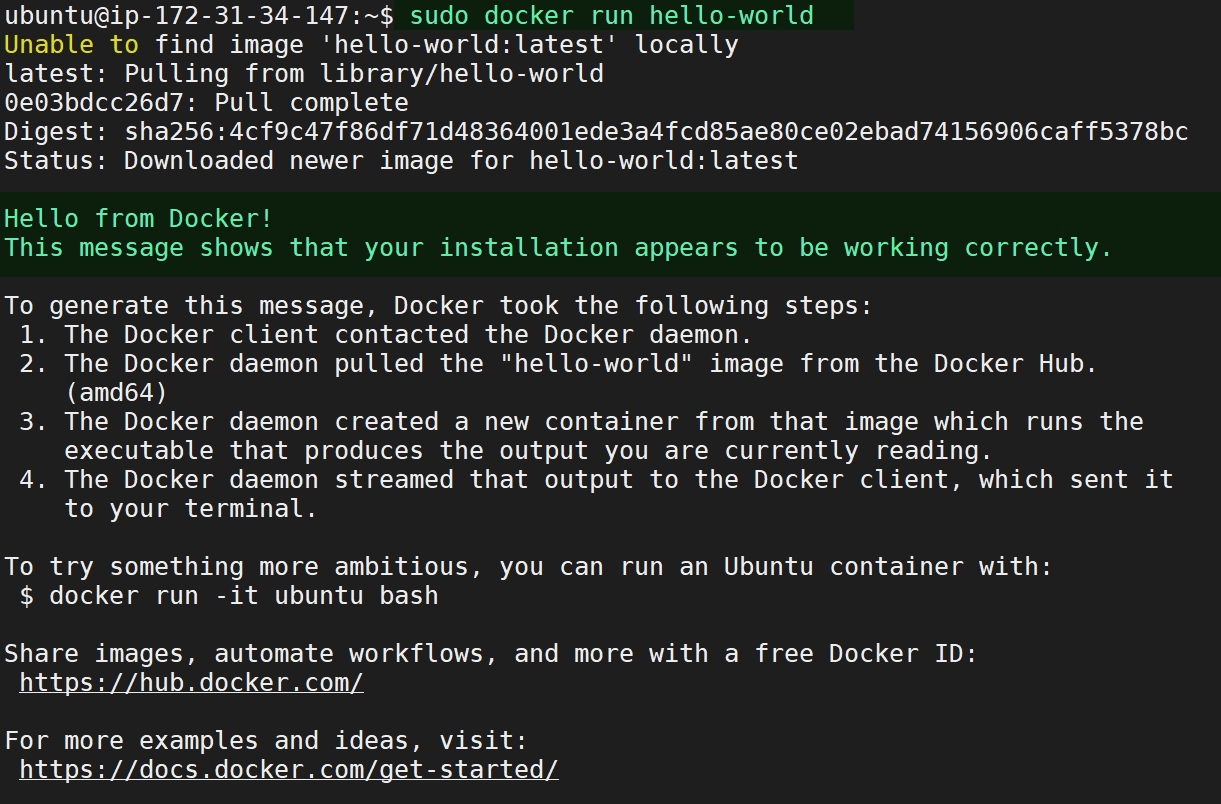 ubuntu@ip-172-31-34-147:~$ sudo docker run hello-world
Unable to find image 'hello-world:latest' locally
latest: Pulling from library/hello-world
0e03bdcc26d7: Pull complete
Digest: sha256:4cf9c47f86df71d48364001ede3a4fcd85ae80ce02ebad74156906caff5378bc
Status: Downloaded newer image for hello-world:latest

Hello from Docker!
This message shows that your installation appears to be working correctly.

To generate this message, Docker took the following steps:
 1. The Docker client contacted the Docker daemon.
 2. The Docker daemon pulled the "hello-world" image from the Docker Hub.
    (amd64)
 3. The Docker daemon created a new container from that image which runs the
    executable that produces the output you are currently reading.
 4. The Docker daemon streamed that output to the Docker client, which sent it
    to your terminal.

To try something more ambitious, you can run an Ubuntu container with:
 $ docker run -it ubuntu bash

Share images, automate workflows, and more with a free Docker ID:
 https://hub.docker.com/

For more examples and ideas, visit:
 https://docs.docker.com/get-started/